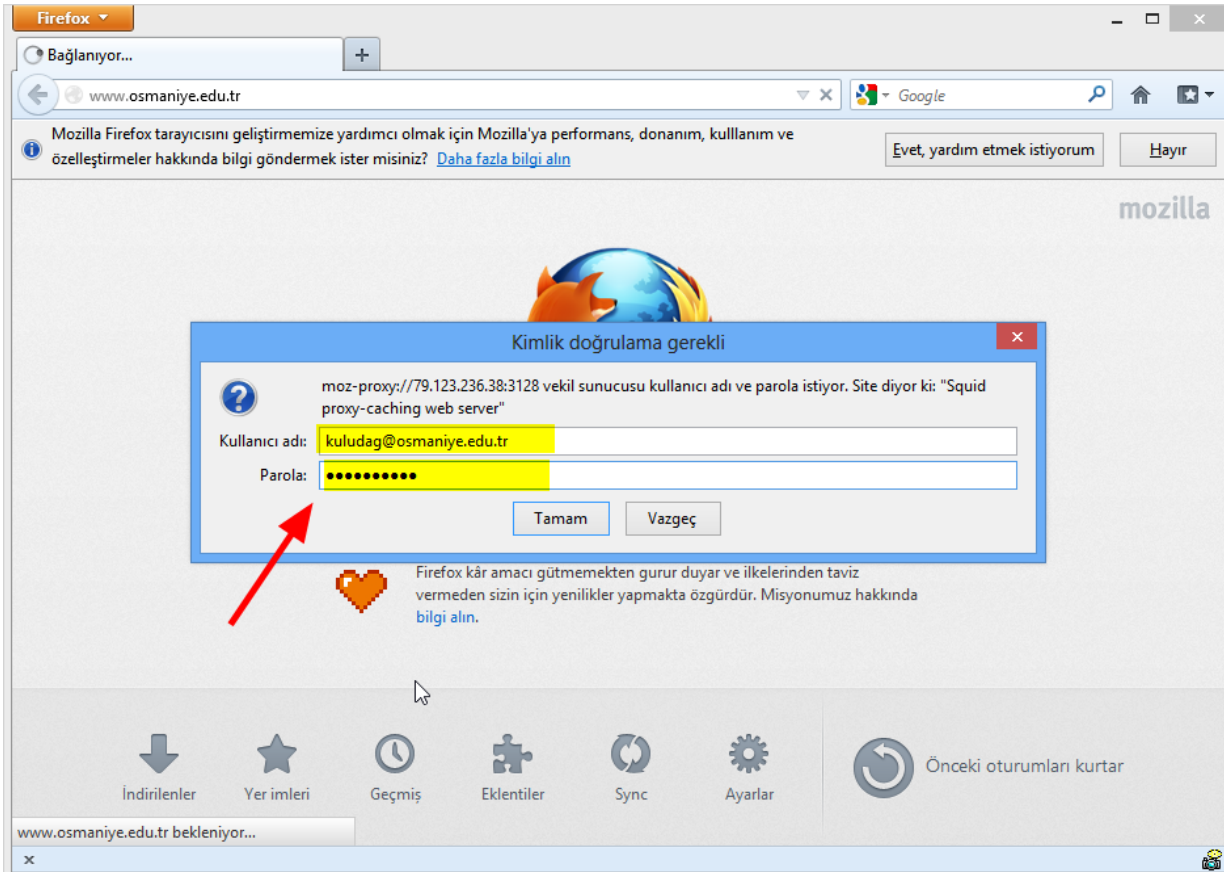 Firefox
Bağlanıyor...
www.osmaniye.edu.tr
Google
Mozilla Firefox tarayıcısını geliştirmemize yardımcı olmak için Mozilla'ya performans, donanım, kulllanım ve
özelleştirmeler hakkında bilgi göndermek ister misiniz? Daha fazla bilgi alın
Evet, yardım etmek istiyorum
Hayır
mozilla
Kimlik doğrulama gerekli
moz-proxy://79.123.236.38:3128 vekil sunucusu kullanıcı adı ve parola istiyor. Site diyor ki: "Squid
proxy-caching web server"
Kullanıcı adı: kuludag@osmaniye.edu.tr
Parola: ●●●●●●●●●●
Tamam
Vazgeç
Firefox kâr amacı gütmemekten gurur duyar ve ilkelerinden taviz
vermeden sizin için yenilikler yapmakta özgürdür. Misyonumuz hakkında
bilgi alın.
İndirilenler
Yer imleri
Geçmiş
Eklentiler
Sync
Ayarlar
Önceki oturumları kurtar
www.osmaniye.edu.tr bekleniyor...